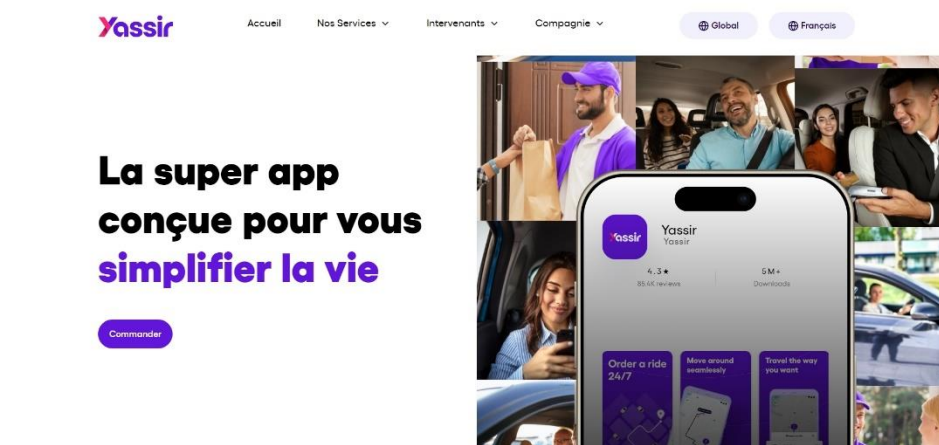 Yassir
Accueil
Nos Services
Intervenants
Compagnie
Global
Français
La super app
conçue pour vous
simplifier la vie
Commander
Yassir
Yassir
Yassir
4.3★
5M+
85.6K reviews
Downloads
Order a ride
24/7
Move around
seamlessly
Travel the way
you want